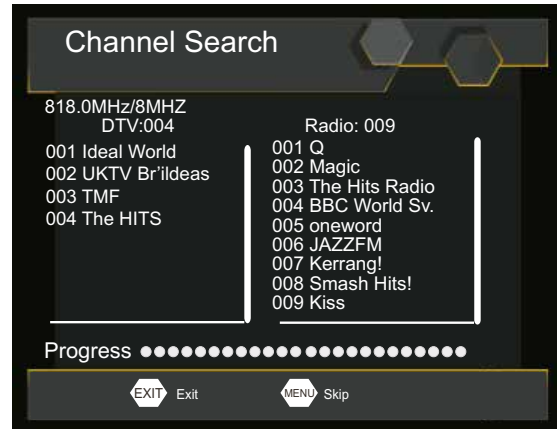 Channel Search
818.0MHz/8MHZ
DTV:004
001 Ideal World
002 UKTV Br'ildeas
003 TMF
004 The HITS
Radio: 009
001 Q
002 Magic
003 The Hits Radio
004 BBC World Sv.
005 oneword
006 JAZZFM
007 Kerrang!
008 Smash Hits!
009 Kiss
Progress
EXIT Exit
MENU Skip